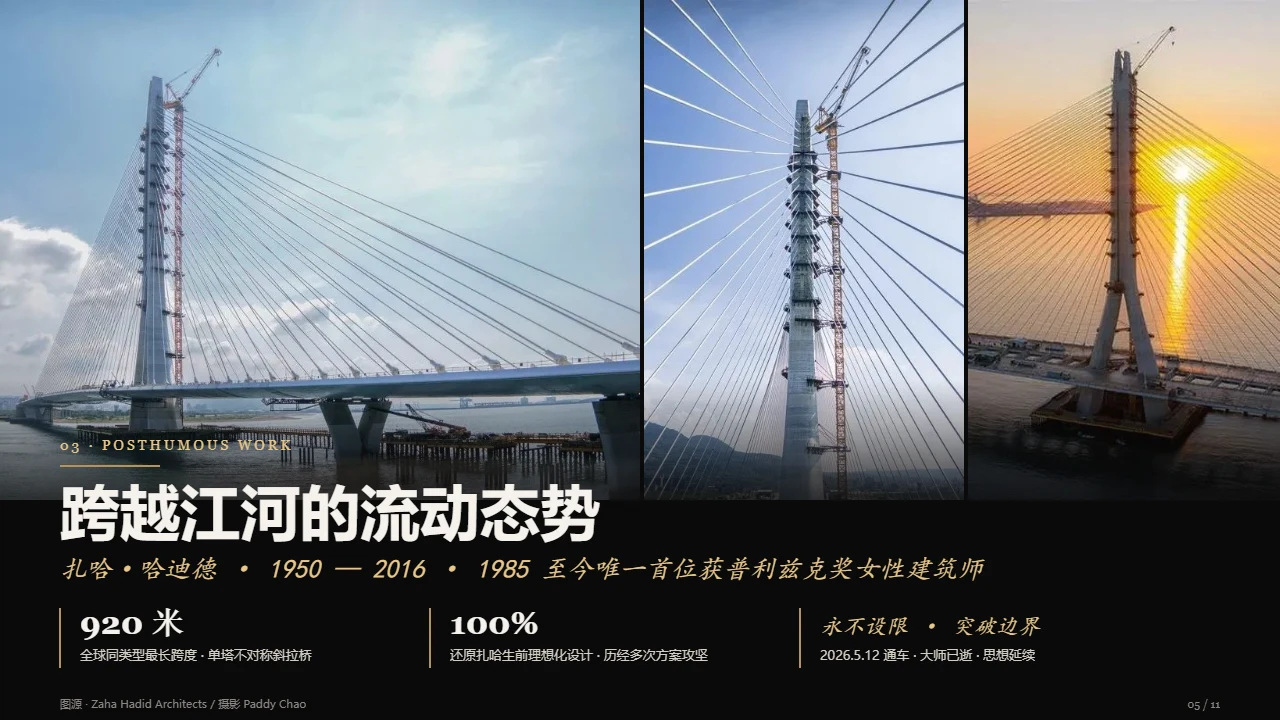 03 · POSTHUMOUS WORK
跨越江河的流动态势
扎哈·哈迪德 · 1950 — 2016 · 1985 至今唯一首位获普利兹克奖女性建筑师
920 米
全球同类型最长跨度 · 单塔不对称斜拉桥
100%
还原扎哈生前理想化设计 · 历经多次方案攻坚
永不设限 · 突破边界
2026.5.12 通车 · 大师已逝 · 思想延续
图源 · Zaha Hadid Architects / 摄影 Paddy Chao
05 / 11